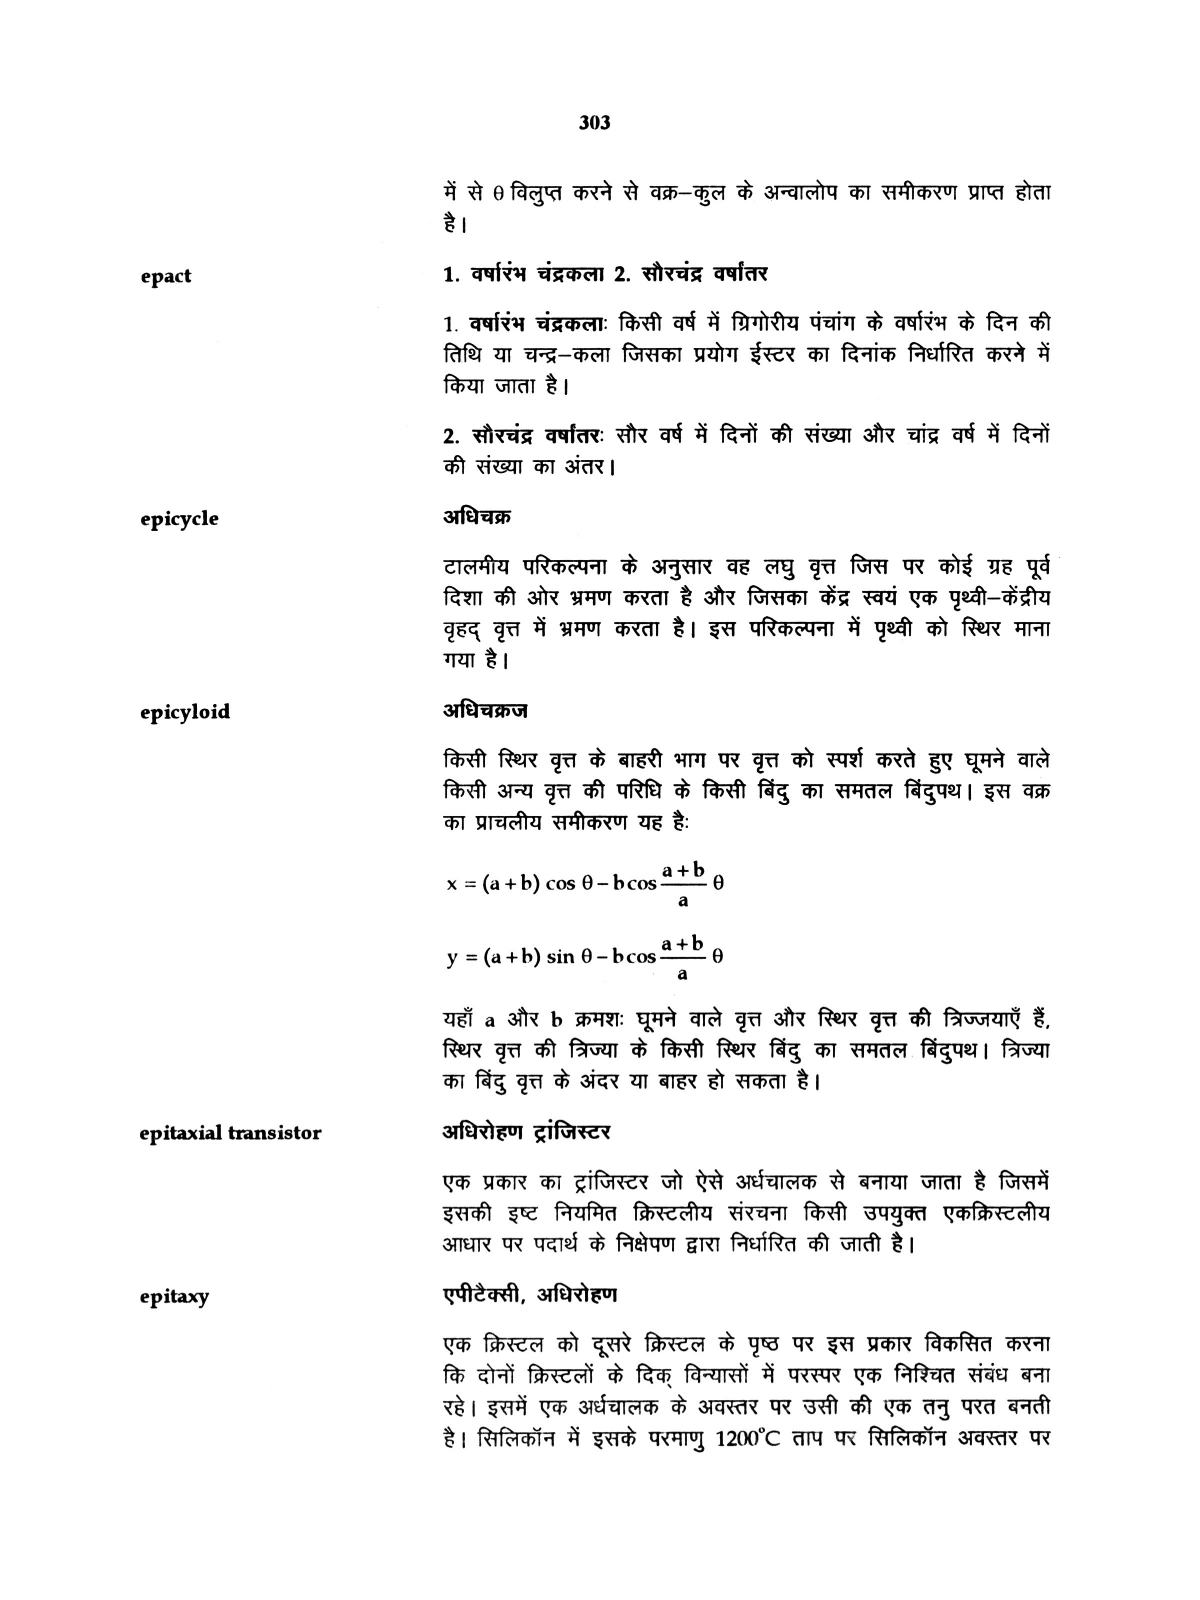 303
में से θ विलुप्त करने से वक्र–कुल के अन्वालोप का समीकरण प्राप्त होता
है।
epact 1. वर्षारंभ चंद्रकला 2. सौरचंद्र वर्षांतर
1. वर्षारंभ चंद्रकलाः किसी वर्ष में ग्रिगोरीय पंचांग के वर्षारंभ के दिन की
तिथि या चन्द्र–कला जिसका प्रयोग ईस्टर का दिनांक निर्धारित करने में
किया जाता है।
2. सौरचंद्र वर्षांतरः सौर वर्ष में दिनों की संख्या और चांद्र वर्ष में दिनों
की संख्या का अंतर।
epicycle अधिचक्र
टालमीय परिकल्पना के अनुसार वह लघु वृत्त जिस पर कोई ग्रह पूर्व
दिशा की ओर भ्रमण करता है और जिसका केंद्र स्वयं एक पृथ्वी–केंद्रीय
वृहद् वृत्त में भ्रमण करता है। इस परिकल्पना में पृथ्वी को स्थिर माना
गया है।
epicyloid अधिचक्रज
किसी स्थिर वृत्त के बाहरी भाग पर वृत्त को स्पर्श करते हुए घूमने वाले
किसी अन्य वृत्त की परिधि के किसी बिंदु का समतल बिंदुपथ। इस वक्र
का प्राचलीय समीकरण यह हैः
x = (a + b) cos θ – b cos (a + b)/a θ
y = (a + b) sin θ – b cos (a + b)/a θ
यहाँ a और b क्रमशः घूमने वाले वृत्त और स्थिर वृत्त की त्रिज्जयाएँ हैं,
स्थिर वृत्त की त्रिज्या के किसी स्थिर बिंदु का समतल बिंदुपथ। त्रिज्या
का बिंदु वृत्त के अंदर या बाहर हो सकता है।
epitaxial transistor अधिरोहण ट्रांजिस्टर
एक प्रकार का ट्रांजिस्टर जो ऐसे अर्धचालक से बनाया जाता है जिसमें
इसकी इष्ट नियमित क्रिस्टलीय संरचना किसी उपयुक्त एकक्रिस्टलीय
आधार पर पदार्थ के निक्षेपण द्वारा निर्धारित की जाती है।
epitaxy एपीटैक्सी, अधिरोहण
एक क्रिस्टल को दूसरे क्रिस्टल के पृष्ठ पर इस प्रकार विकसित करना
कि दोनों क्रिस्टलों के दिक् विन्यासों में परस्पर एक निश्चित संबंध बना
रहे। इसमें एक अर्धचालक के अवस्तर पर उसी की एक तनु परत बनती
है। सिलिकॉन में इसके परमाणु 1200°C ताप पर सिलिकॉन अवस्तर पर